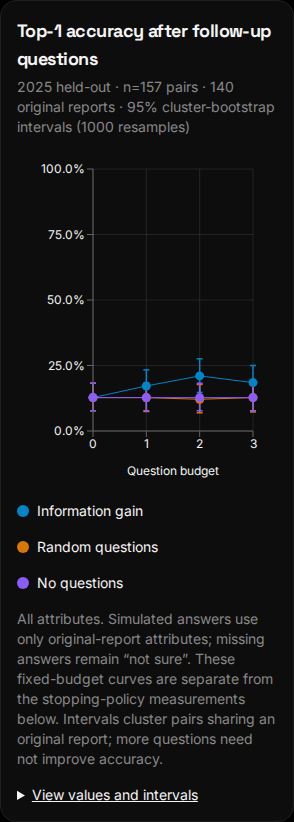 Top-1 accuracy after follow-up
questions
2025 held-out · n=157 pairs · 140
original reports · 95% cluster-bootstrap
intervals (1000 resamples)
100.0%
75.0%
50.0%
25.0%
0.0%
0 1 2 3
Question budget
Information gain
Random questions
No questions
All attributes. Simulated answers use
only original-report attributes; missing
answers remain “not sure”. These
fixed-budget curves are separate from
the stopping-policy measurements
below. Intervals cluster pairs sharing an
original report; more questions need
not improve accuracy.
View values and intervals